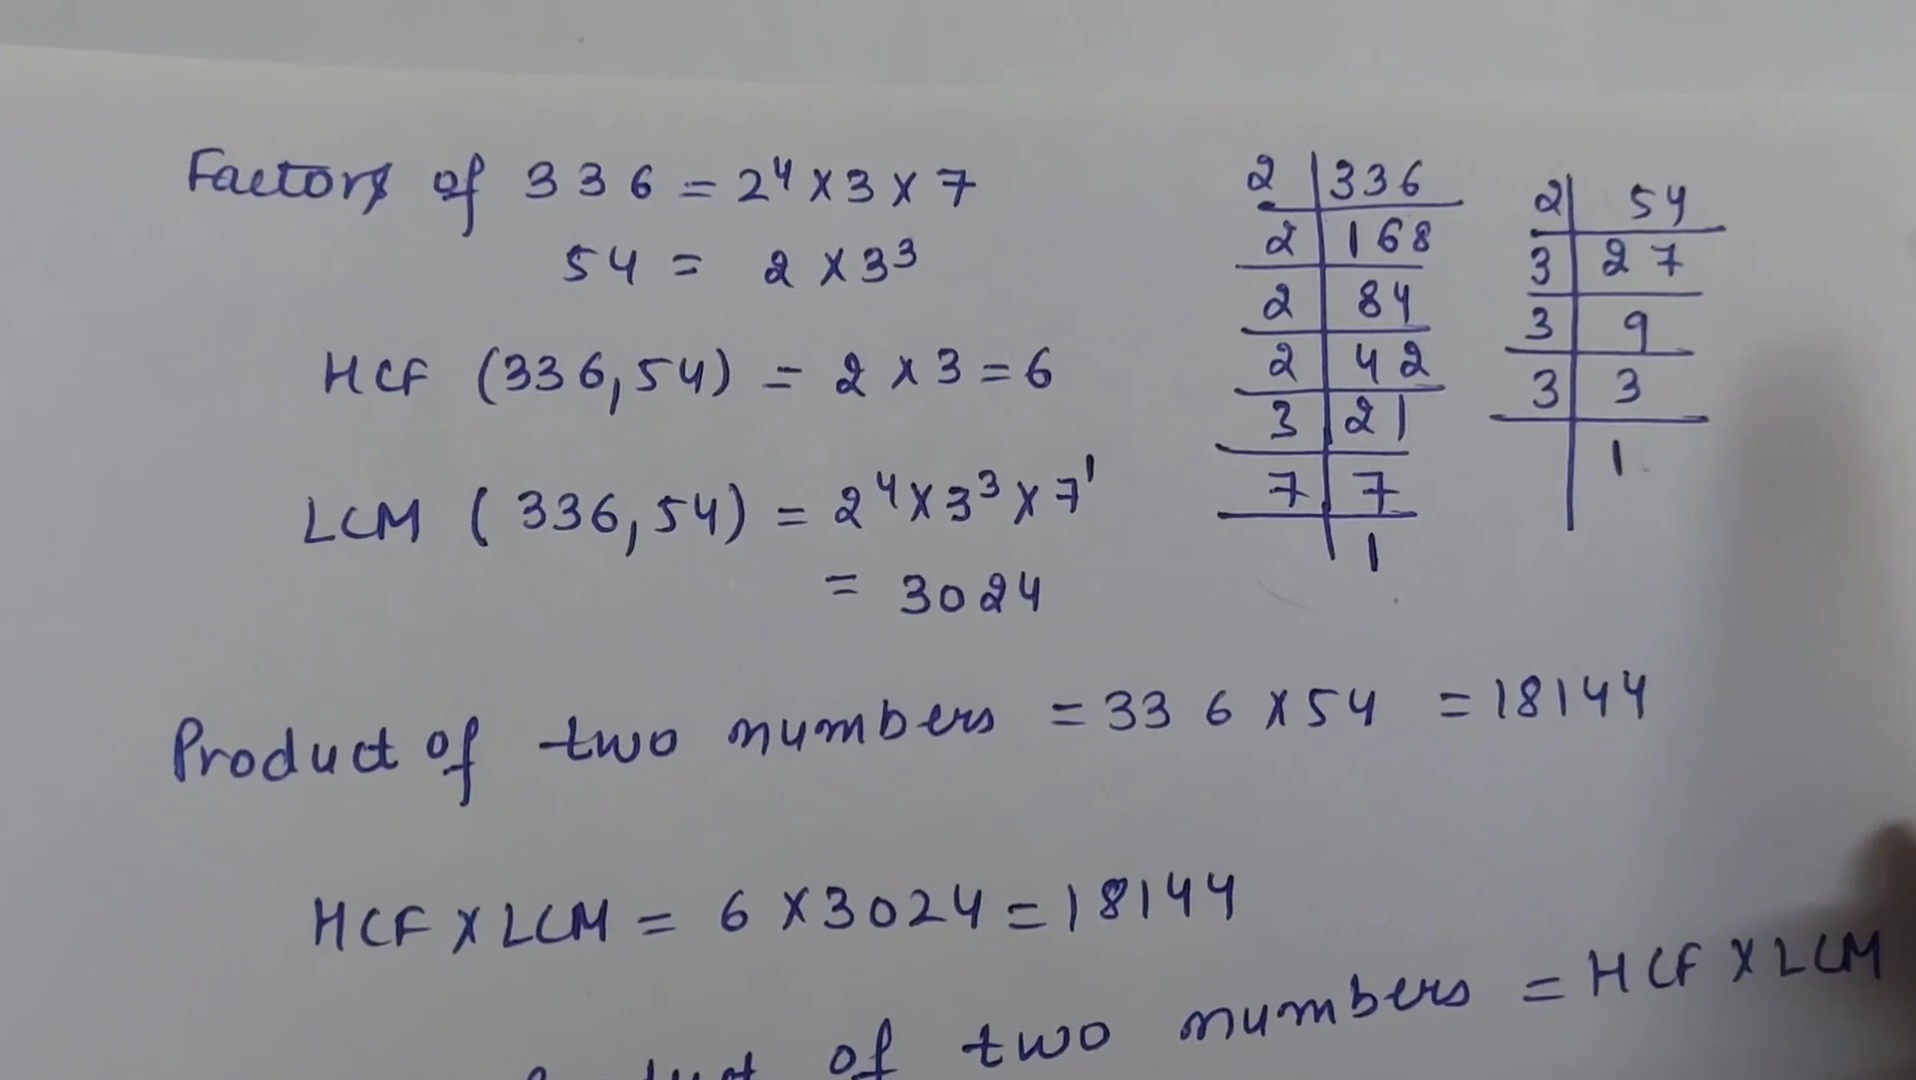 Factors of 336 = 2⁴ x 3 x 7
54 = 2 x 3³
HCF (336,54) = 2 x 3 = 6
LCM (336,54) = 2⁴ x 3³ x 7¹
= 3024
2 | 336
2 | 168
2 | 84
2 | 42
3 | 21
7 | 7
1
2 | 54
3 | 27
3 | 9
3 | 3
1
Product of two numbers = 336 x 54 = 18144
HCF x LCM = 6 x 3024 = 18144
of two numbers = HCF x LCM